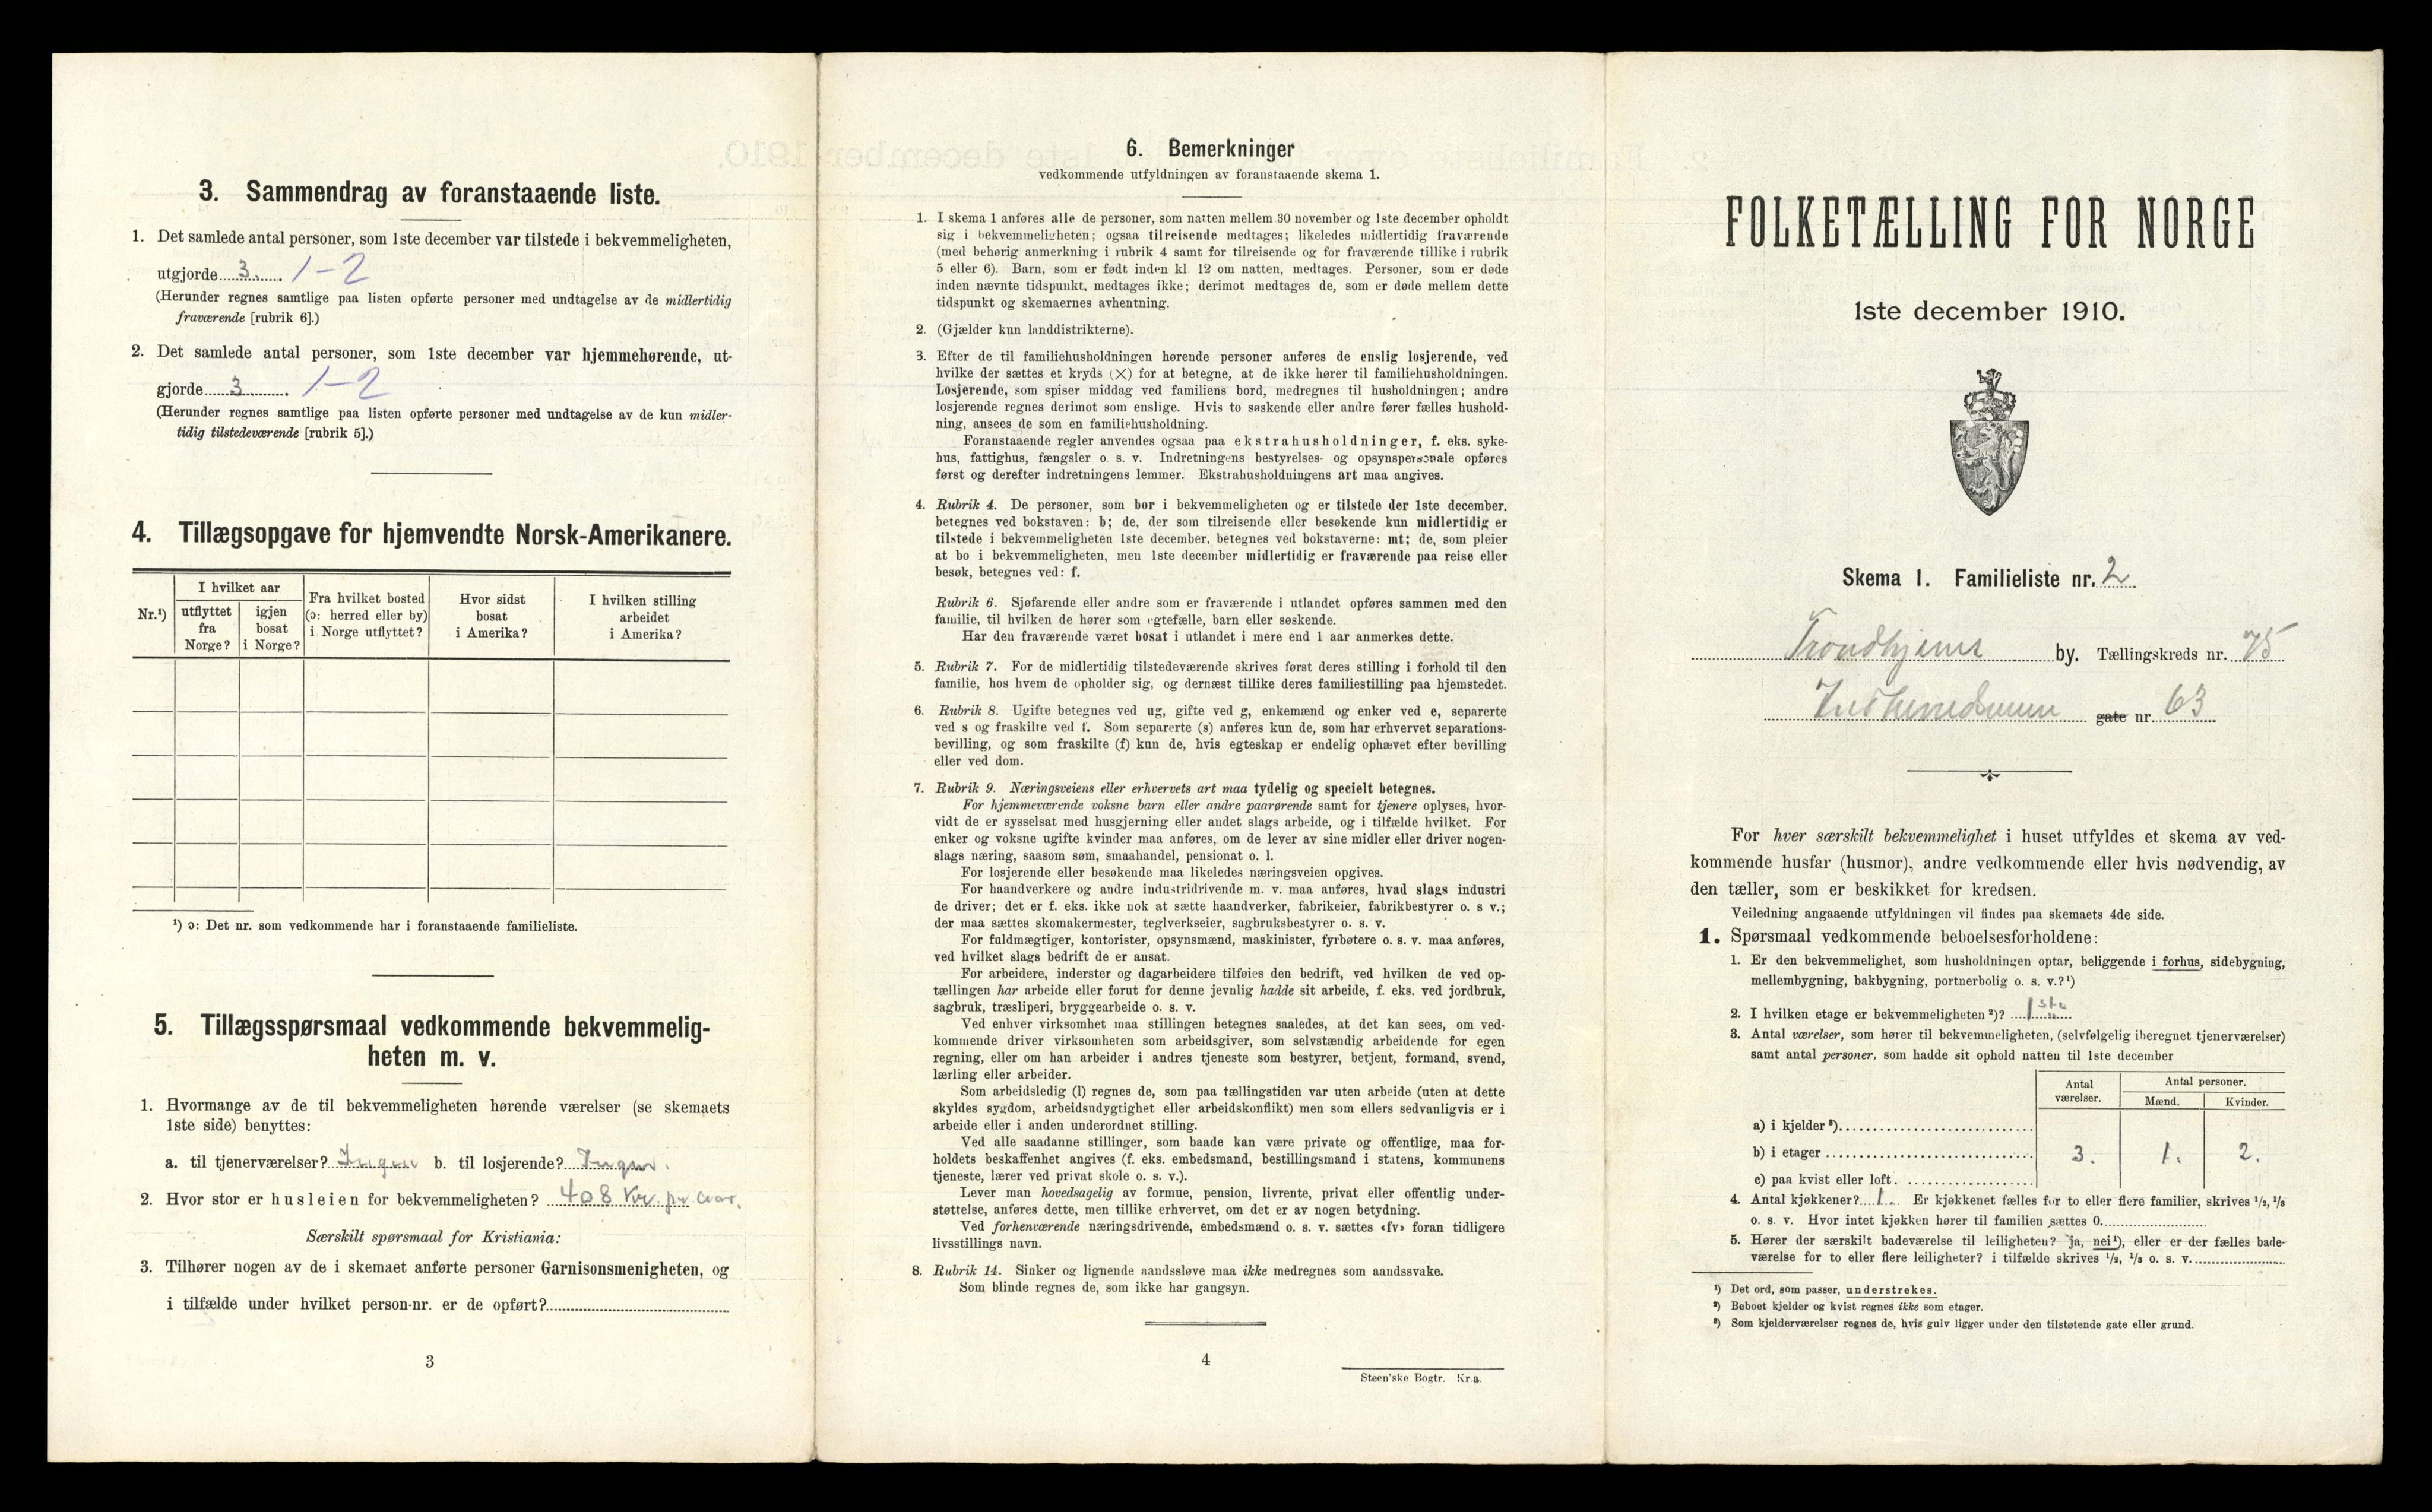 3. Sammendrag av foranstaaende liste.
1. Det samlede antal personer, som 1ste december var tilstede i bekvemmeligheten,
utgjorde 3. 1-2
(Herunder regnes samtlige paa listen opførte personer med undtagelse av de midlertidig
fraværende [rubrik 6].)
2. Det samlede antal personer, som 1ste december var hjemmehørende, ut-
gjorde 3 1-2
(Herunder regnes samtlige paa listen opførte personer med undtagelse av de kun midler-
tidig tilstedeværende [rubrik 5].)
4. Tillægsopgave for hjemvendte Norsk-Amerikanere.
Nr.¹)
I hvilket aar
utflyttet fra Norge?
igjen bosat i Norge?
Fra hvilket bosted (ɔ: herred eller by) i Norge utflyttet?
Hvor sidst bosat i Amerika?
I hvilken stilling arbeidet i Amerika?
¹) ɔ: Det nr. som vedkommende har i foranstaaende familieliste.
5. Tillægsspørsmaal vedkommende bekvemmelig-
heten m. v.
1. Hvormange av de til bekvemmeligheten hørende værelser (se skemaets
1ste side) benyttes:
a. til tjenerværelser? Ingen b. til losjerende? Ingen.
2. Hvor stor er husleien for bekvemmeligheten? 408 Kr. pr. aar.
Særskilt spørsmaal for Kristiania:
3. Tilhører nogen av de i skemaet anførte personer Garnisonsmenigheten, og
i tilfælde under hvilket person-nr. er de opført?
3
6. Bemerkninger
vedkommende utfyldningen av foranstaaende skema 1.
1. I skema 1 anføres alle de personer, som natten mellem 30 november og 1ste december opholdt
sig i bekvemmeligheten; ogsaa tilreisende medtages; likeledes midlertidig fraværende
(med behørig anmerkning i rubrik 4 samt for tilreisende og for fraværende tillike i rubrik
5 eller 6). Barn, som er født inden kl. 12 om natten, medtages. Personer, som er døde
inden nævnte tidspunkt, medtages ikke; derimot medtages de, som er døde mellem dette
tidspunkt og skemaernes avhentning.
2. (Gjælder kun landdistrikterne).
3. Efter de til familiehusholdningen hørende personer anføres de enslig losjerende, ved
hvilke der sættes et kryds (×) for at betegne, at de ikke hører til familiehusholdningen.
Losjerende, som spiser middag ved familiens bord, medregnes til husholdningen; andre
losjerende regnes derimot som enslige. Hvis to søskende eller andre fører fælles hushold-
ning, ansees de som en familiehusholdning.
Foranstaaende regler anvendes ogsaa paa ekstrahusholdninger, f. eks. syke-
hus, fattighus, fængsler o. s. v. Indretningens bestyrelses- og opsynspersonale opføres
først og derefter indretningens lemmer. Ekstrahusholdningens art maa angives.
4. Rubrik 4. De personer, som bor i bekvemmeligheten og er tilstede der 1ste december,
betegnes ved bokstaven: b; de, der som tilreisende eller besøkende kun midlertidig er
tilstede i bekvemmeligheten 1ste december, betegnes ved bokstaverne: mt; de, som pleier
at bo i bekvemmeligheten, men 1ste december midlertidig er fraværende paa reise eller
besøk, betegnes ved: f.
Rubrik 6. Sjøfarende eller andre som er fraværende i utlandet opføres sammen med den
familie, til hvilken de hører som egtefælle, barn eller søskende.
Har den fraværende været bosat i utlandet i mere end 1 aar anmerkes dette.
5. Rubrik 7. For de midlertidig tilstedeværende skrives først deres stilling i forhold til den
familie, hos hvem de opholder sig, og dernæst tillike deres familiestilling paa hjemstedet.
6. Rubrik 8. Ugifte betegnes ved ug, gifte ved g, enkemænd og enker ved e, separerte
ved s og fraskilte ved f. Som separerte (s) anføres kun de, som har erhvervet separations-
bevilling, og som fraskilte (f) kun de, hvis egteskap er endelig ophævet efter bevilling
eller ved dom.
7. Rubrik 9. Næringsveiens eller erhvervets art maa tydelig og specielt betegnes.
For hjemmeværende voksne barn eller andre paarørende samt for tjenere oplyses, hvor-
vidt de er sysselsat med husgjerning eller andet slags arbeide, og i tilfælde hvilket. For
enker og voksne ugifte kvinder maa anføres, om de lever av sine midler eller driver nogen-
slags næring, saasom søm, smaahandel, pensionat o. l.
For losjerende eller besøkende maa likeledes næringsveien opgives.
For haandverkere og andre industridrivende m. v. maa anføres, hvad slags industri
de driver; det er f. eks. ikke nok at sætte haandverker, fabrikeier, fabrikbestyrer o. s v.;
der maa sættes skomakermester, teglverkseier, sagbruksbestyrer o. s. v.
For fuldmægtiger, kontorister, opsynsmænd, maskinister, fyrbøtere o. s. v. maa anføres,
ved hvilket slags bedrift de er ansat.
For arbeidere, inderster og dagarbeidere tilføies den bedrift, ved hvilken de ved op-
tællingen har arbeide eller forut for denne jevnlig hadde sit arbeide, f. eks. ved jordbruk,
sagbruk, træsliperi, bryggearbeide o. s. v.
Ved enhver virksomhet maa stillingen betegnes saaledes, at det kan sees, om ved-
kommende driver virksomheten som arbeidsgiver, som selvstændig arbeidende for egen
regning, eller om han arbeider i andres tjeneste som bestyrer, betjent, formand, svend,
lærling eller arbeider.
Som arbeidsledig (l) regnes de, som paa tællingstiden var uten arbeide (uten at dette
skyldes sygdom, arbeidsudygtighet eller arbeidskonflikt) men som ellers sedvanligvis er i
arbeide eller i anden underordnet stilling.
Ved alle saadanne stillinger, som baade kan være private og offentlige, maa for-
holdets beskaffenhet angives (f. eks. embedsmand, bestillingsmand i statens, kommunens
tjeneste, lærer ved privat skole o. s. v.).
Lever man hovedsagelig av formue, pension, livrente, privat eller offentlig under-
støttelse, anføres dette, men tillike erhvervet, om det er av nogen betydning.
Ved forhenværende næringsdrivende, embedsmænd o. s. v. sættes «fv» foran tidligere
livsstillings navn.
8. Rubrik 14. Sinker og lignende aandssløve maa ikke medregnes som aandssvake.
Som blinde regnes de, som ikke har gangsyn.
4
Steen'ske Bogtr. Kr.a.
FOLKETÆLLING FOR NORGE
1ste december 1910.
Skema 1. Familieliste nr. 2
Trondhjems by. Tællingskreds nr. 75
gate nr. 63
For hver særskilt bekvemmelighet i huset utfyldes et skema av ved-
kommende husfar (husmor), andre vedkommende eller hvis nødvendig, av
den tæller, som er beskikket for kredsen.
Veiledning angaaende utfyldningen vil findes paa skemaets 4de side.
1. Spørsmaal vedkommende beboelsesforholdene:
1. Er den bekvemmelighet, som husholdningen optar, beliggende i forhus, sidebygning,
mellembygning, bakbygning, portnerbolig o. s. v.?¹)
2. I hvilken etage er bekvemmeligheten²)? 1ste
3. Antal værelser, som hører til bekvemmeligheten, (selvfølgelig iberegnet tjenerværelser)
samt antal personer, som hadde sit ophold natten til 1ste december
Antal værelser. Antal personer.
Mænd. Kvinder.
a) i kjelder³)
b) i etager 3. 1. 2.
c) paa kvist eller loft.
4. Antal kjøkkener? 1. Er kjøkkenet fælles for to eller flere familier, skrives ¹/₂, ¹/₃
o. s. v. Hvor intet kjøkken hører til familien sættes 0.
5. Hører der særskilt badeværelse til leiligheten? ja, nei¹), eller er der fælles bade-
værelse for to eller flere leiligheter? i tilfælde skrives ¹/₂, ¹/₃ o. s. v.
¹) Det ord, som passer, understrekes.
²) Beboet kjelder og kvist regnes ikke som etager.
³) Som kjelderværelser regnes de, hvis gulv ligger under den tilstøtende gate eller grund.